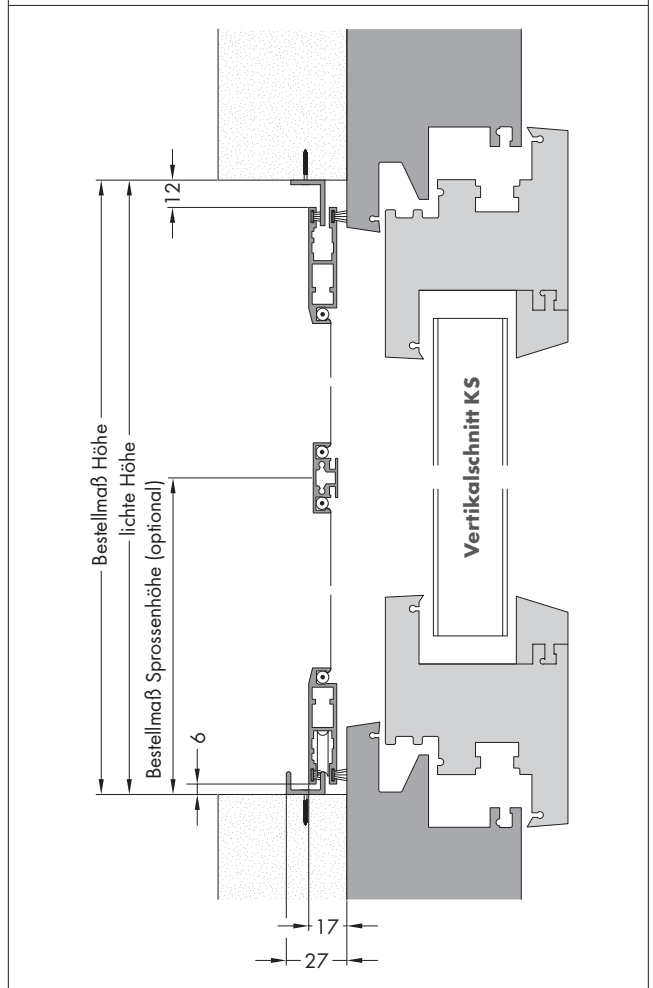 12
Bestellmaß Höhe
lichte Höhe
Bestellmaß Sprossenhöhe (optional)
Vertikalschnitt KS
6
17
27